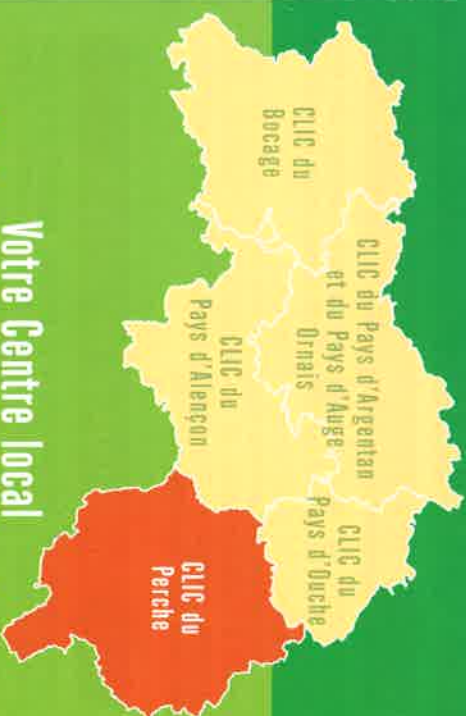 CLIC du
Bocage
CLIC du Pays d'Argentan
et du Pays d'Auge
Ornais
CLIC du
Pays d'Ouche
CLIC du
Pays d'Alençon
CLIC du
Perche
Votre Centre local